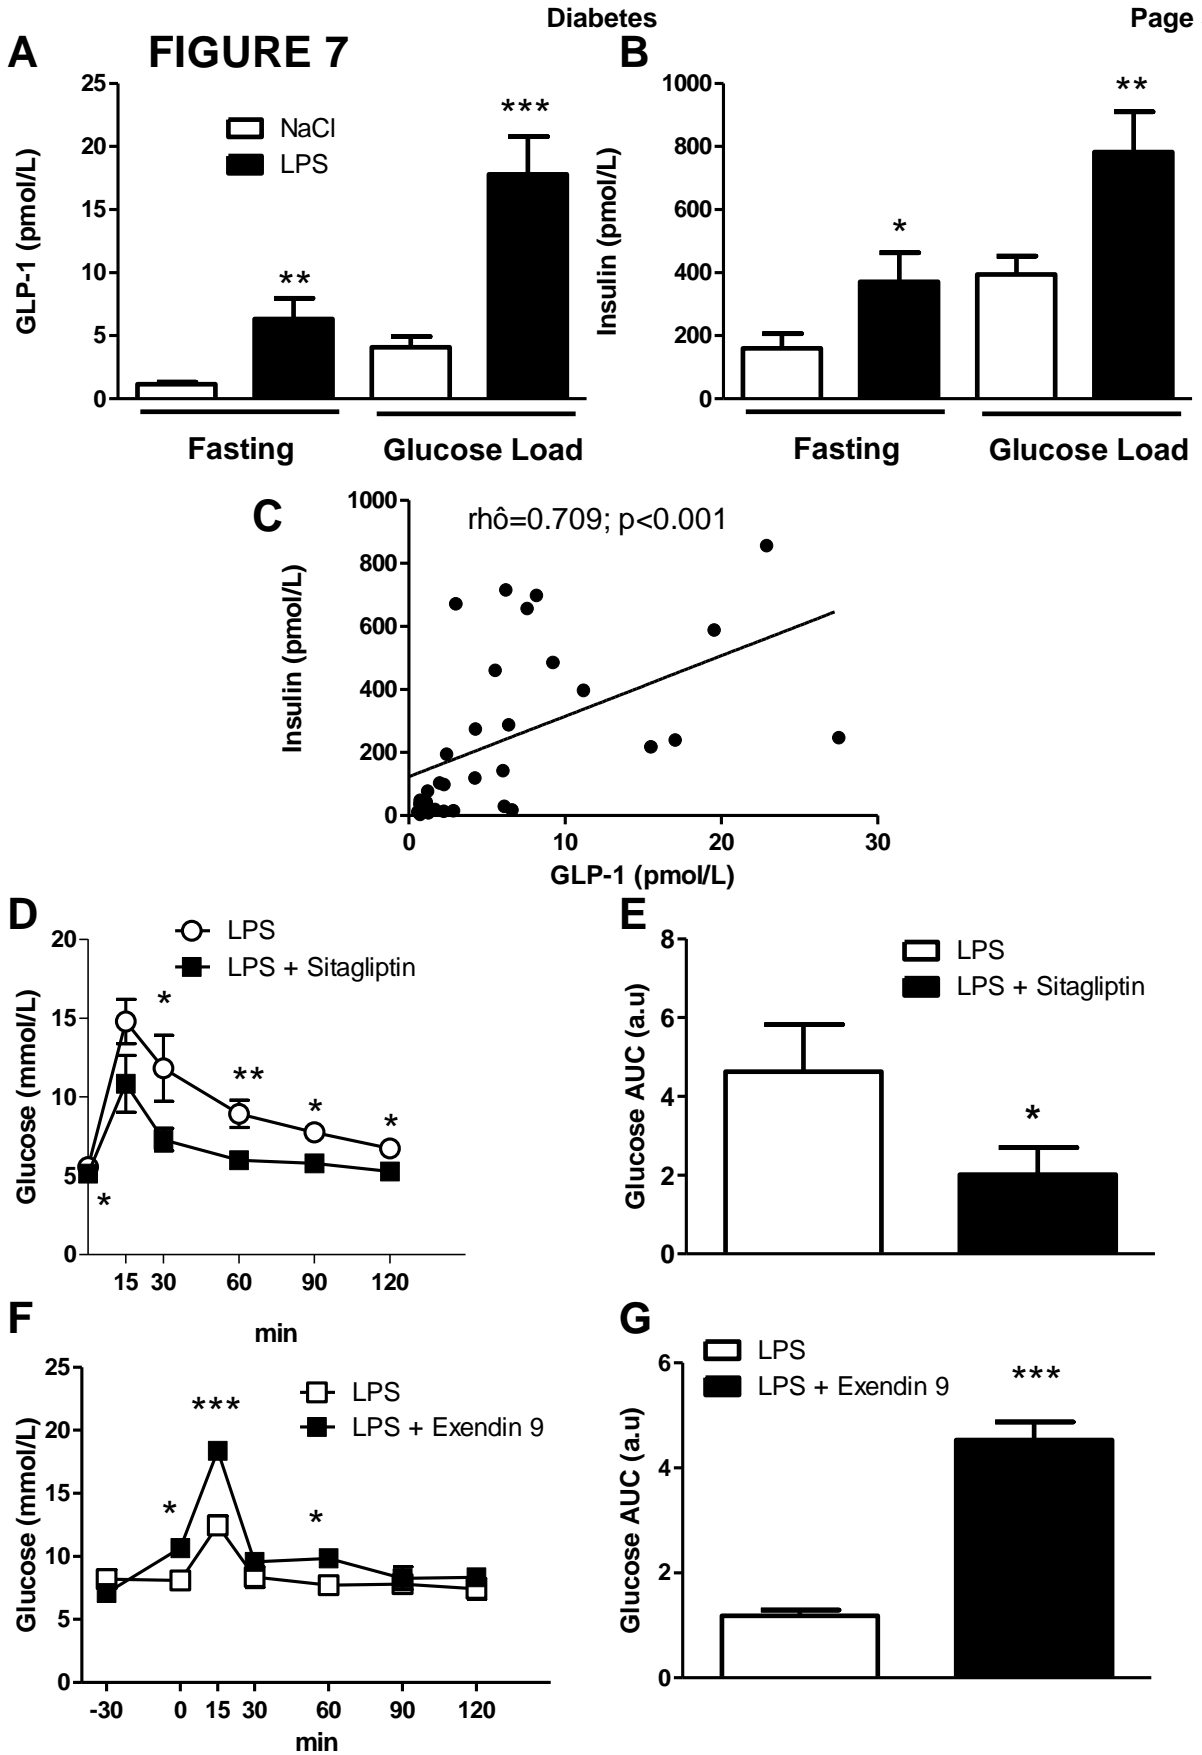 Diabetes Page
A FIGURE 7 B
25
20
15
10
5
0
GLP-1 (pmol/L)
NaCl
LPS
**
***
Fasting
Glucose Load
1000
800
600
400
200
0
Insulin (pmol/L)
*
**
Fasting
Glucose Load
C
rhô=0.709; p<0.001
1000
800
600
400
200
0
Insulin (pmol/L)
0 10 20 30
GLP-1 (pmol/L)
D
LPS
LPS + Sitagliptin
20
15
10
5
0
Glucose (mmol/L)
*
*
**
*
*
15 30 60 90 120
min
E
LPS
LPS + Sitagliptin
8
6
4
2
0
Glucose AUC (a.u)
*
F
LPS
LPS + Exendin 9
25
20
15
10
5
0
Glucose (mmol/L)
*
***
*
-30 0 15 30 60 90 120
min
G
LPS
LPS + Exendin 9
6
4
2
0
Glucose AUC (a.u)
***